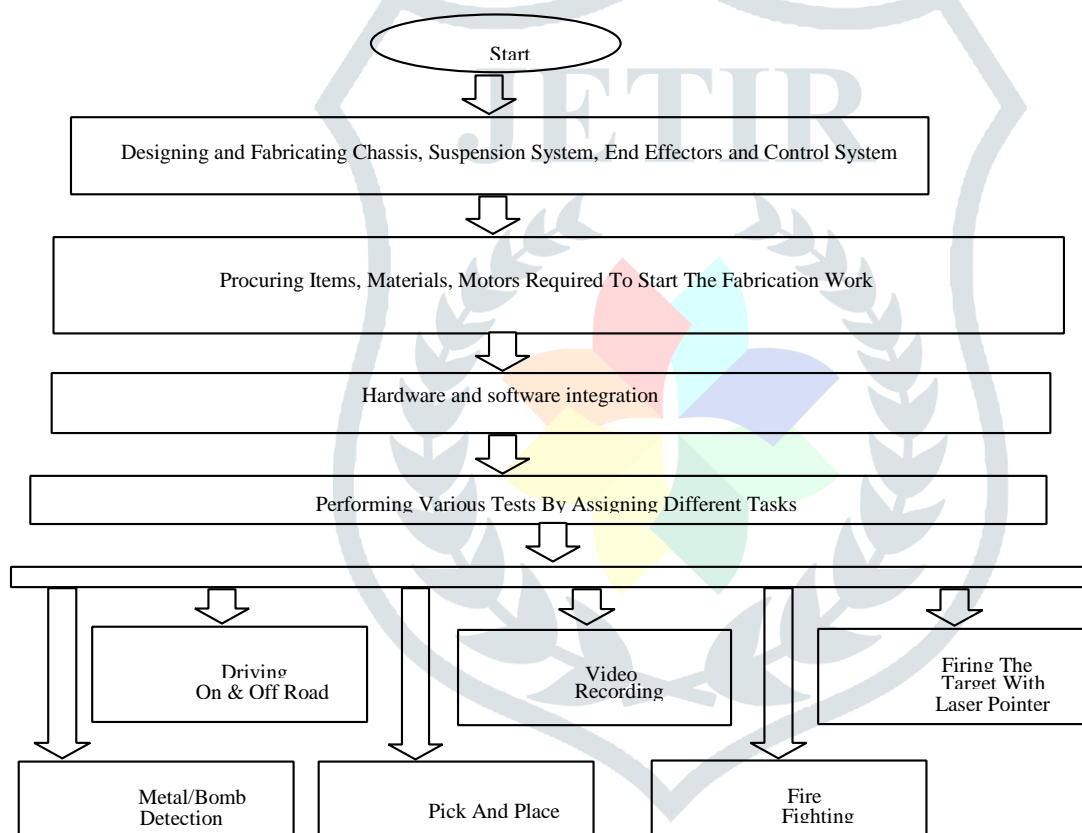 Start
JETIR
Designing and Fabricating Chassis, Suspension System, End Effectors and Control System
Procuring Items, Materials, Motors Required To Start The Fabrication Work
Hardware and software integration
Performing Various Tests By Assigning Different Tasks
Driving
On & Off Road
Video
Recording
Firing The
Target With
Laser Pointer
Metal/Bomb
Detection
Pick And Place
Fire
Fighting